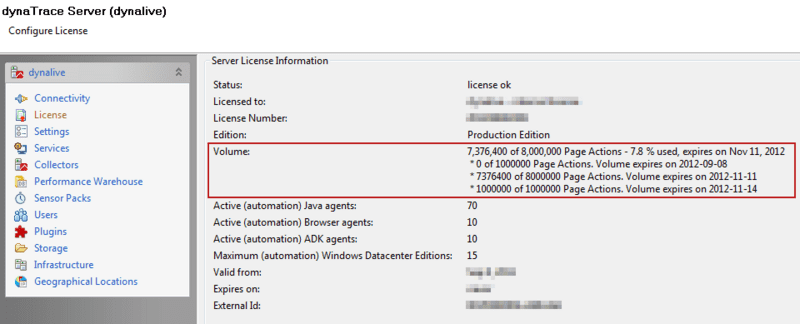 dynaTrace Server (dynalive)
Configure License
dynalive
Connectivity
License
Settings
Services
Collectors
Performance Warehouse
Sensor Packs
Users
Plugins
Storage
Infrastructure
Geographical Locations
Server License Information
Status: license ok
Licensed to:
License Number:
Edition: Production Edition
Volume: 7,376,400 of 8,000,000 Page Actions - 7.8 % used, expires on Nov 11, 2012
* 0 of 1000000 Page Actions. Volume expires on 2012-09-08
* 7376400 of 8000000 Page Actions. Volume expires on 2012-11-11
* 1000000 of 1000000 Page Actions. Volume expires on 2012-11-14
Active (automation) Java agents: 70
Active (automation) Browser agents: 10
Active (automation) ADK agents: 10
Maximum (automation) Windows Datacenter Editions: 15
Valid from:
Expires on:
External Id: